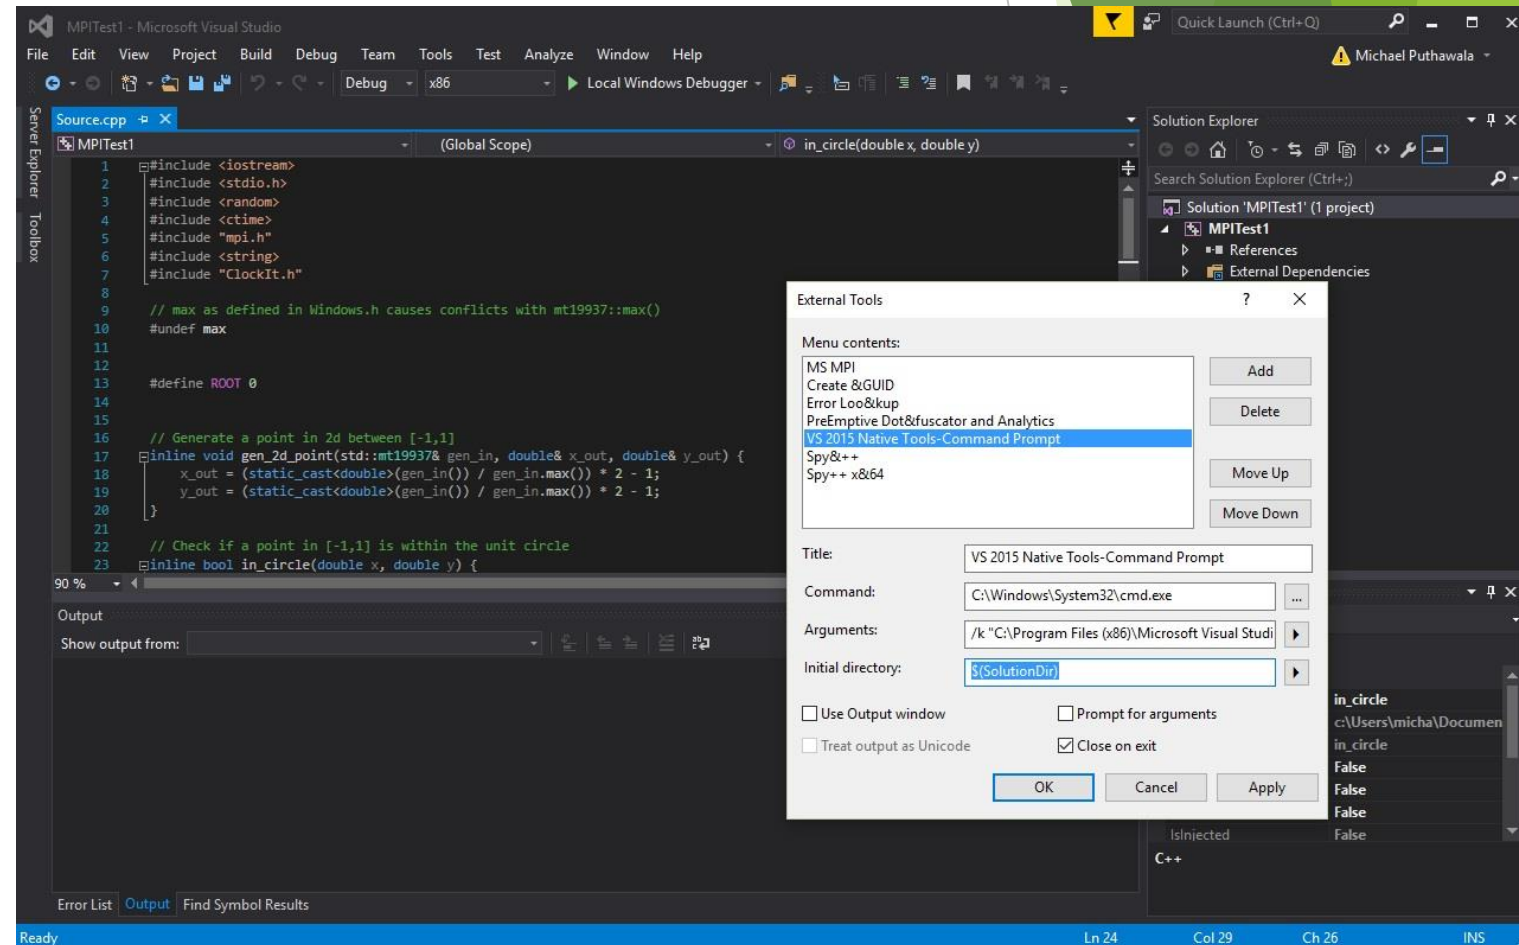 MPITest1 - Microsoft Visual Studio
Quick Launch (Ctrl+Q)
File Edit View Project Build Debug Team Tools Test Analyze Window Help
Michael Puthawala
Debug x86 Local Windows Debugger
Server Explorer
Toolbox
Source.cpp
MPITest1 (Global Scope) in_circle(double x, double y)
1 #include <iostream>
2 #include <stdio.h>
3 #include <random>
4 #include <ctime>
5 #include "mpi.h"
6 #include <string>
7 #include "ClockIt.h"
8
9 // max as defined in Windows.h causes conflicts with mt19937::max()
10 #undef max
11
12
13 #define ROOT 0
14
15
16 // Generate a point in 2d between [-1,1]
17 inline void gen_2d_point(std::mt19937& gen_in, double& x_out, double& y_out) {
18 x_out = (static_cast<double>(gen_in()) / gen_in.max()) * 2 - 1;
19 y_out = (static_cast<double>(gen_in()) / gen_in.max()) * 2 - 1;
20 }
21
22 // Check if a point in [-1,1] is within the unit circle
23 inline bool in_circle(double x, double y) {
90 %
Output
Show output from:
Error List Output Find Symbol Results
Solution Explorer
Search Solution Explorer (Ctrl+;)
Solution 'MPITest1' (1 project)
MPITest1
References
External Dependencies
External Tools
Menu contents:
MS MPI
Create &GUID
Error Loo&kup
PreEmptive Dot&fuscator and Analytics
VS 2015 Native Tools-Command Prompt
Spy&++
Spy++ x&64
Add
Delete
Move Up
Move Down
Title: VS 2015 Native Tools-Command Prompt
Command: C:\Windows\System32\cmd.exe ...
Arguments: /k "C:\Program Files (x86)\Microsoft Visual Studi
Initial directory: $(SolutionDir)
Use Output window Prompt for arguments
Treat output as Unicode Close on exit
OK Cancel Apply
in_circle
c:\Users\micha\Documen
in_circle
False
False
False
IsInjected False
C++
Ready Ln 24 Col 29 Ch 26 INS